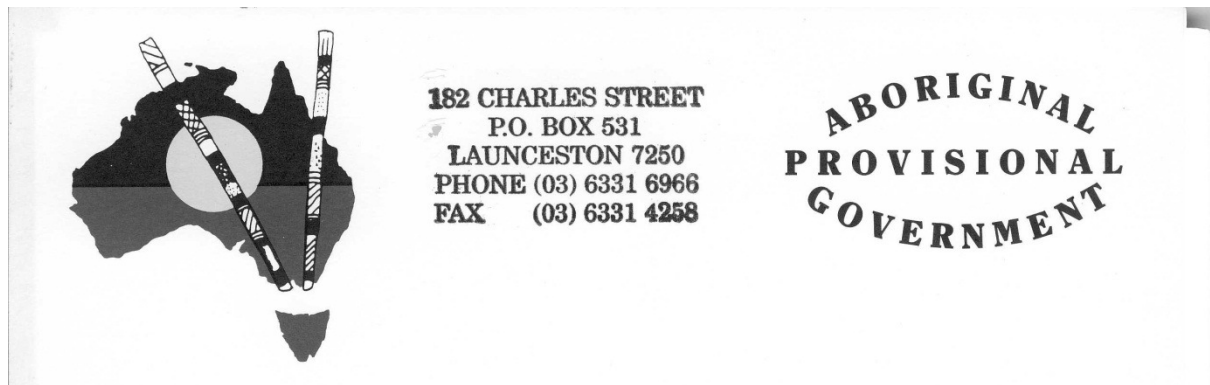 182 CHARLES STREET
P.O. BOX 531
LAUNCESTON 7250
PHONE (03) 6331 6966
FAX (03) 6331 4258
ABORIGINAL
PROVISIONAL
GOVERNMENT